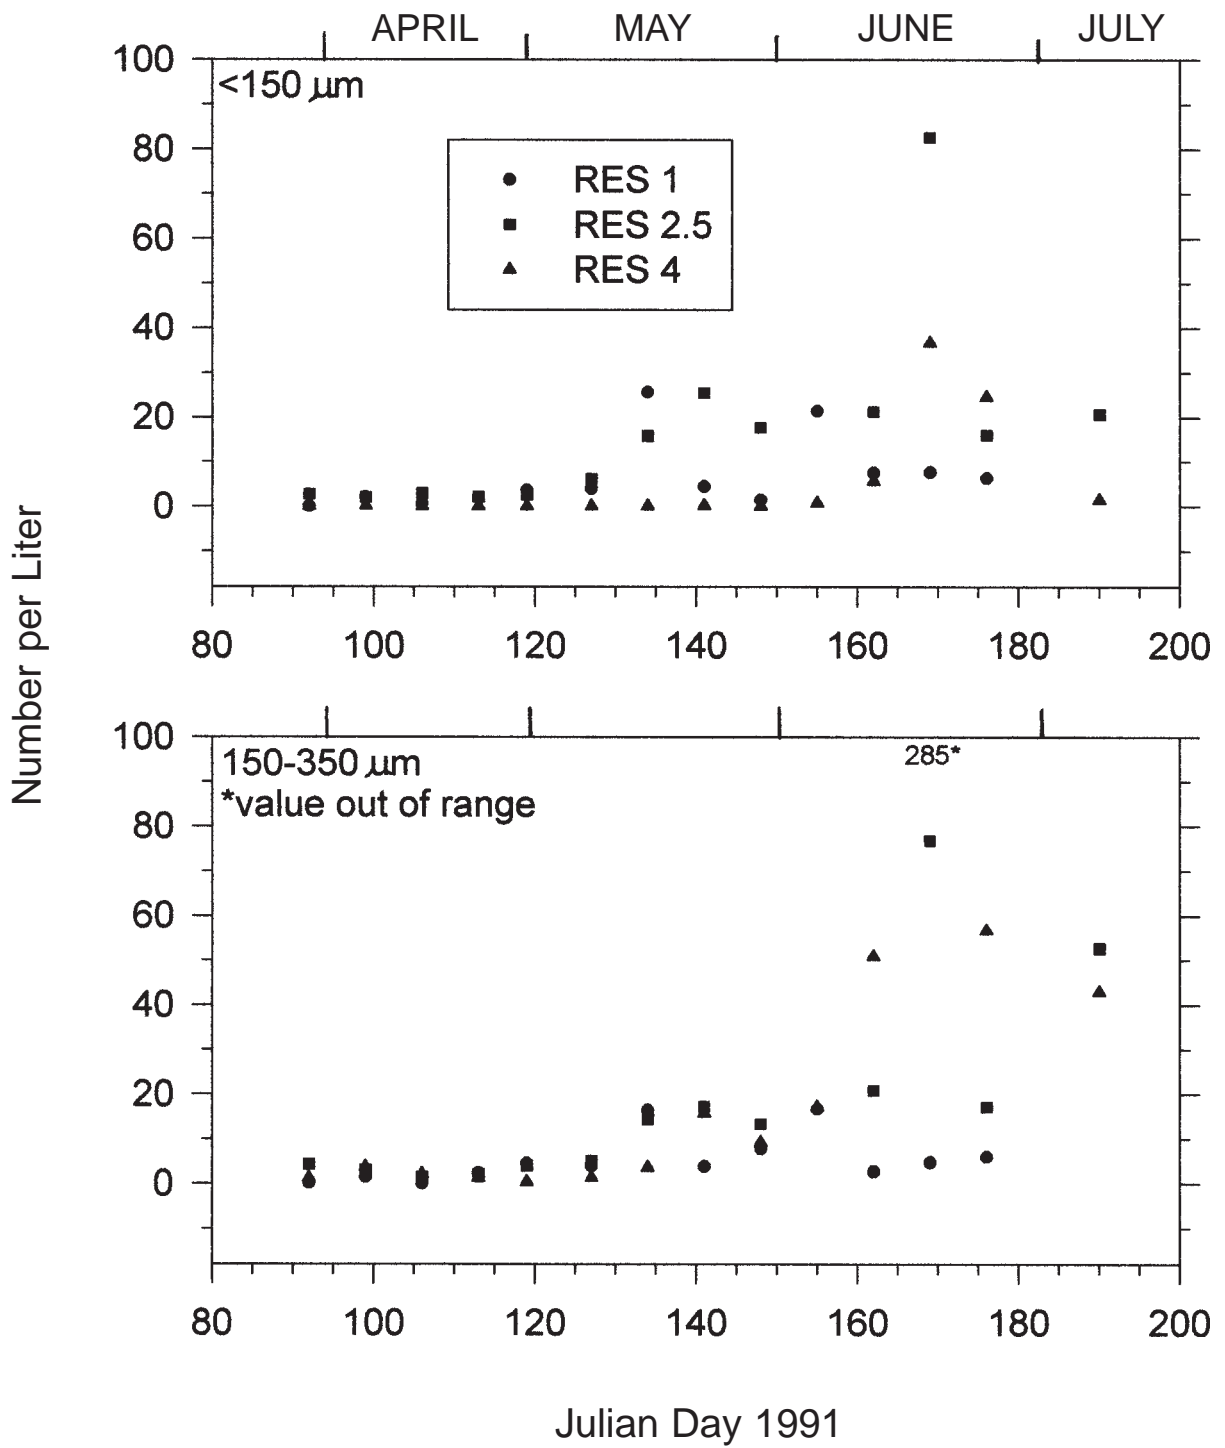 APRIL MAY JUNE JULY
100
<150 µm
80
60
40
20
0
RES 1
RES 2.5
RES 4
80 100 120 140 160 180 200
Number per Liter
100
150-350 µm
*value out of range
285*
80
60
40
20
0
80 100 120 140 160 180 200
Julian Day 1991